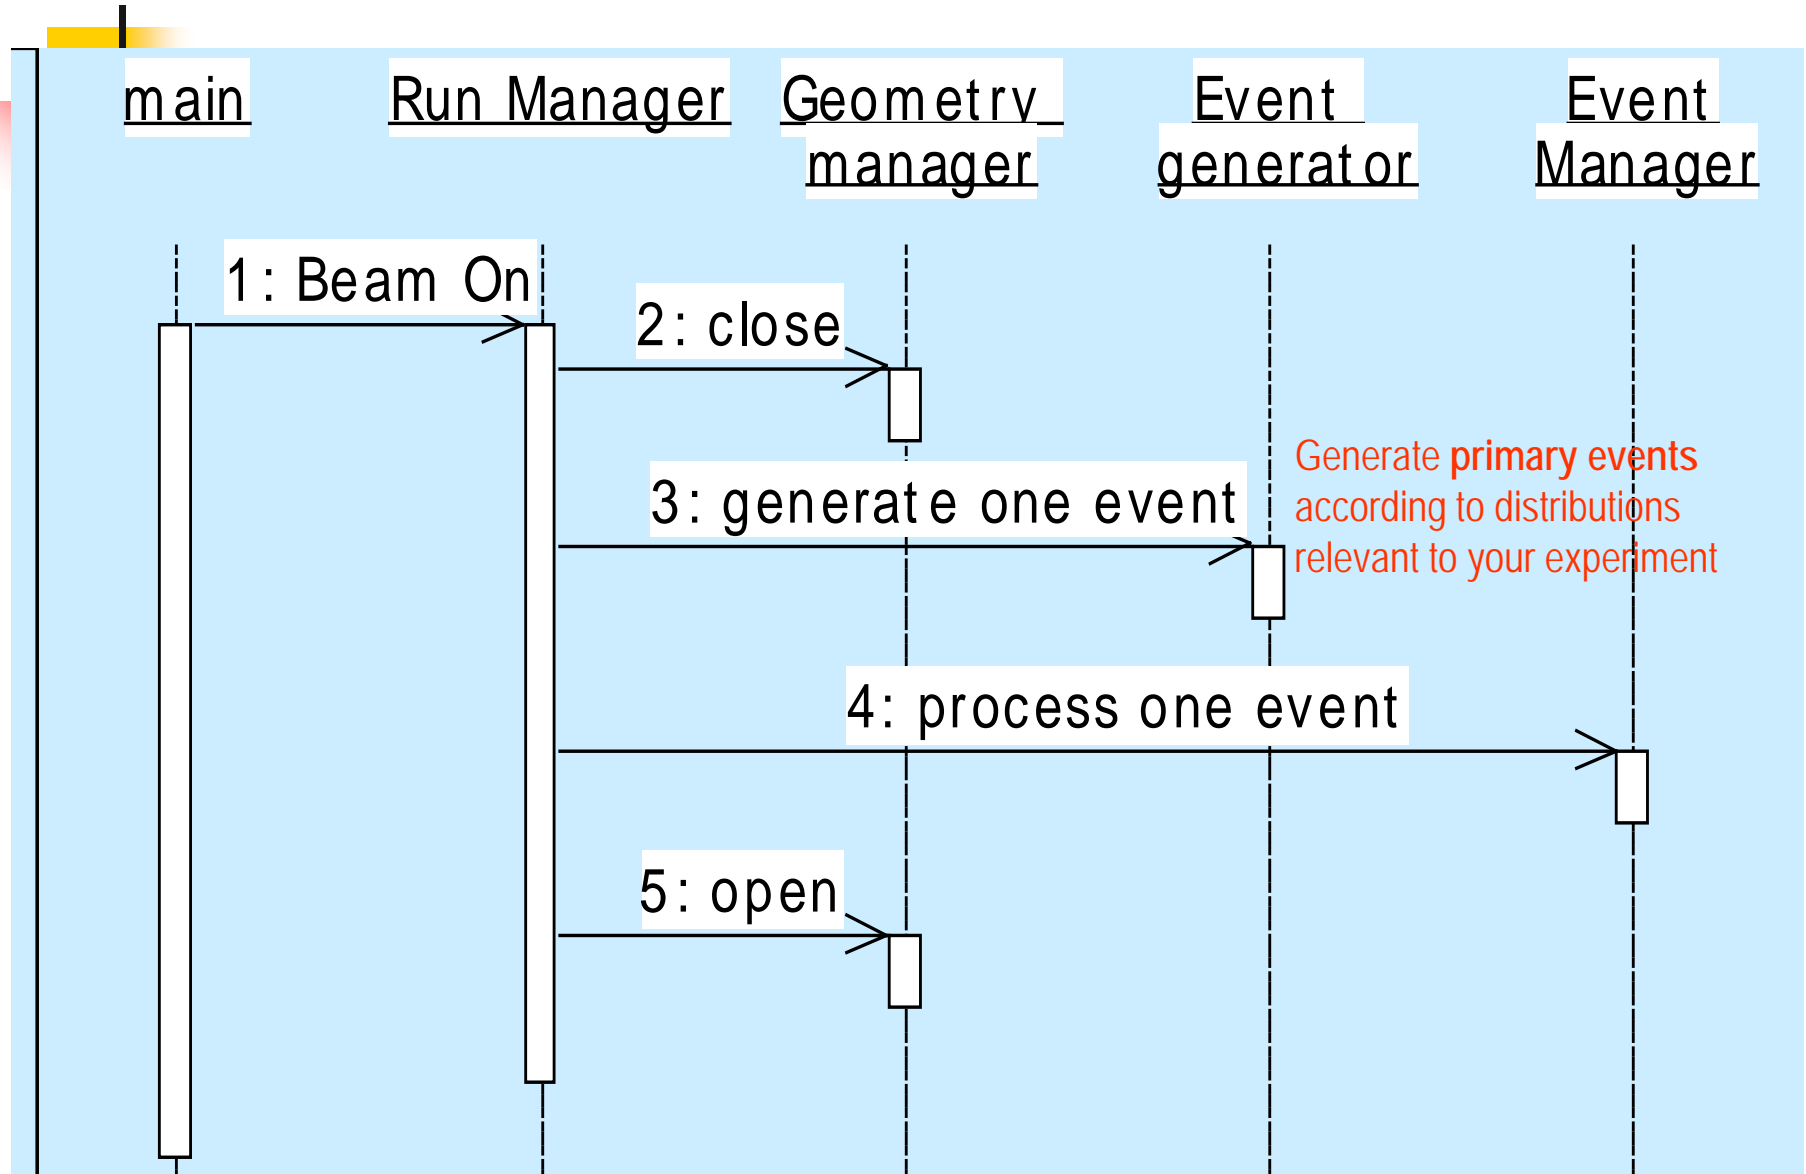 main
Run Manager
Geometry
manager
Event
generator
Event
Manager
1: Beam On
2: close
3: generate one event
Generate primary events
according to distributions
relevant to your experiment
4: process one event
5: open